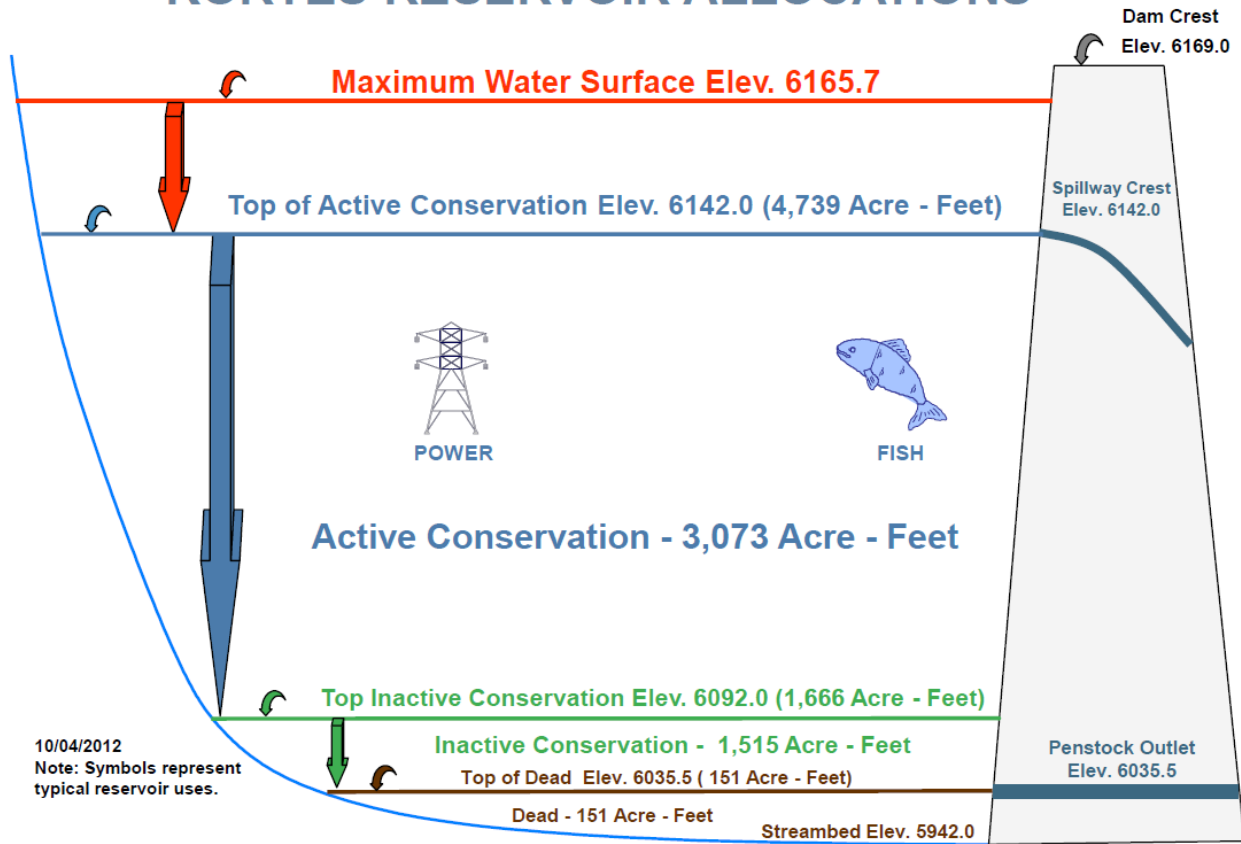 KORTES RESERVOIR ALLOCATIONS
Dam Crest
Elev. 6169.0
Maximum Water Surface Elev. 6165.7
Top of Active Conservation Elev. 6142.0 (4,739 Acre - Feet)
Spillway Crest
Elev. 6142.0
POWER
FISH
Active Conservation - 3,073 Acre - Feet
Top Inactive Conservation Elev. 6092.0 (1,666 Acre - Feet)
Inactive Conservation - 1,515 Acre - Feet
Penstock Outlet
Elev. 6035.5
10/04/2012
Note: Symbols represent
typical reservoir uses.
Top of Dead Elev. 6035.5 ( 151 Acre - Feet)
Dead - 151 Acre - Feet
Streambed Elev. 5942.0